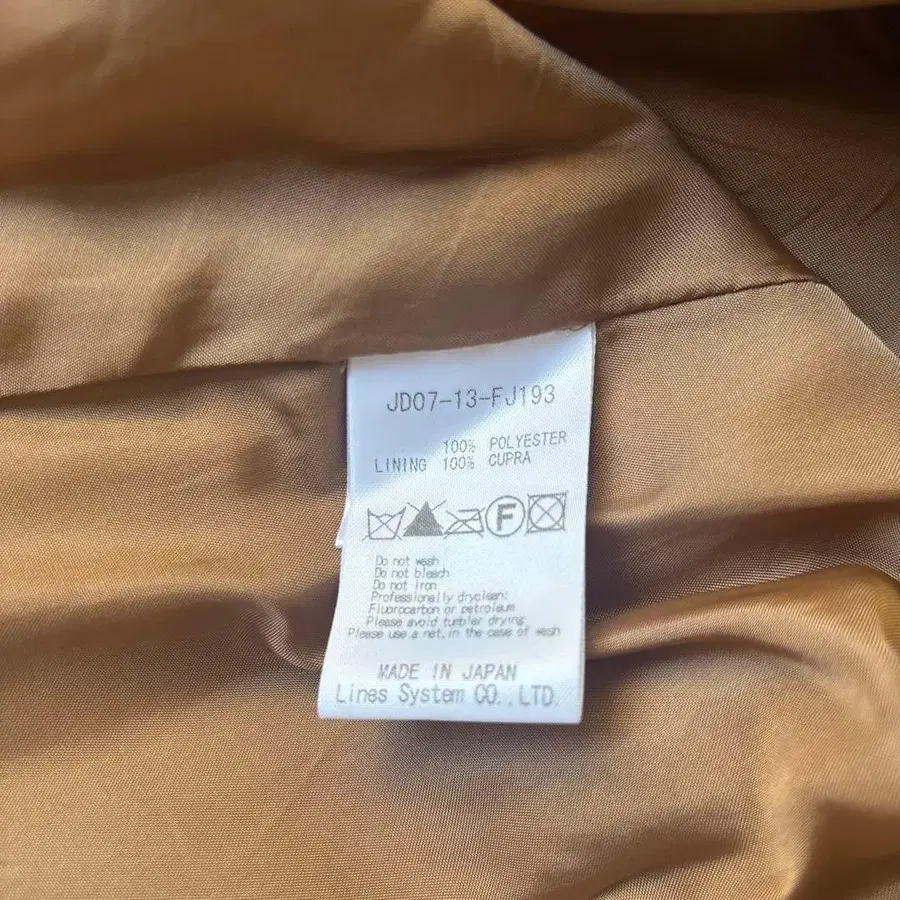 JD07-13-FJ193
100% POLYESTER
LINING 100% CUPRA
F
Do not wash
Do not bleach
Do not iron
Professionally dryclean:
Fluorocarbon or petroleum
Please avoid tumbler drying
Please use a net, in the case of wash
MADE IN JAPAN
Lines System CO.,LTD.